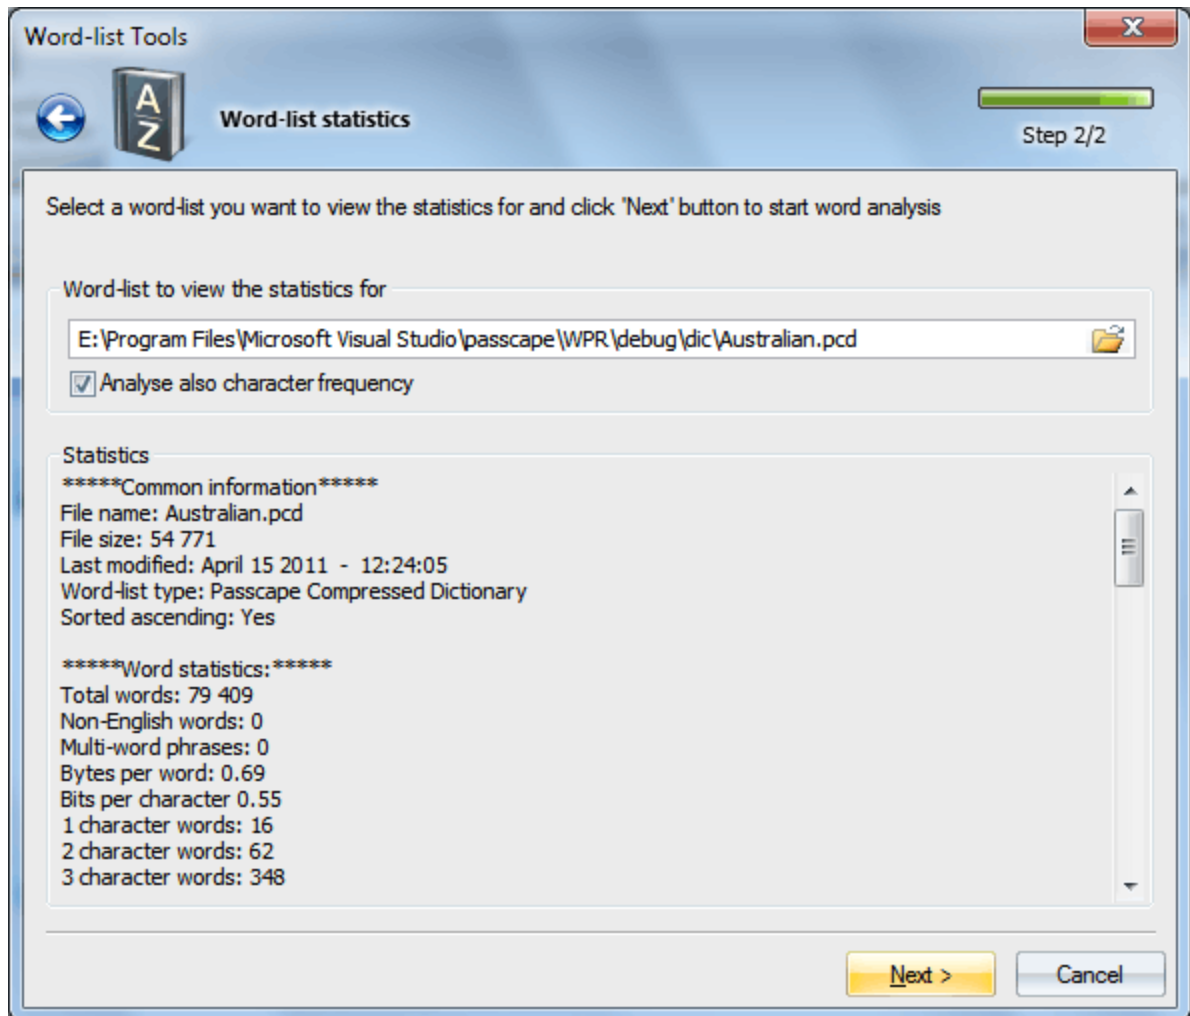 Word-list Tools
X
A
Z
Word-list statistics
Step 2/2
Select a word-list you want to view the statistics for and click 'Next' button to start word analysis
Word-list to view the statistics for
E:\Program Files\Microsoft Visual Studio\passcape\WPR\debug\dic\Australian.pcd
Analyse also character frequency
Statistics
*****Common information*****
File name: Australian.pcd
File size: 54 771
Last modified: April 15 2011 - 12:24:05
Word-list type: Passcape Compressed Dictionary
Sorted ascending: Yes
*****Word statistics:*****
Total words: 79 409
Non-English words: 0
Multi-word phrases: 0
Bytes per word: 0.69
Bits per character 0.55
1 character words: 16
2 character words: 62
3 character words: 348
Next >
Cancel